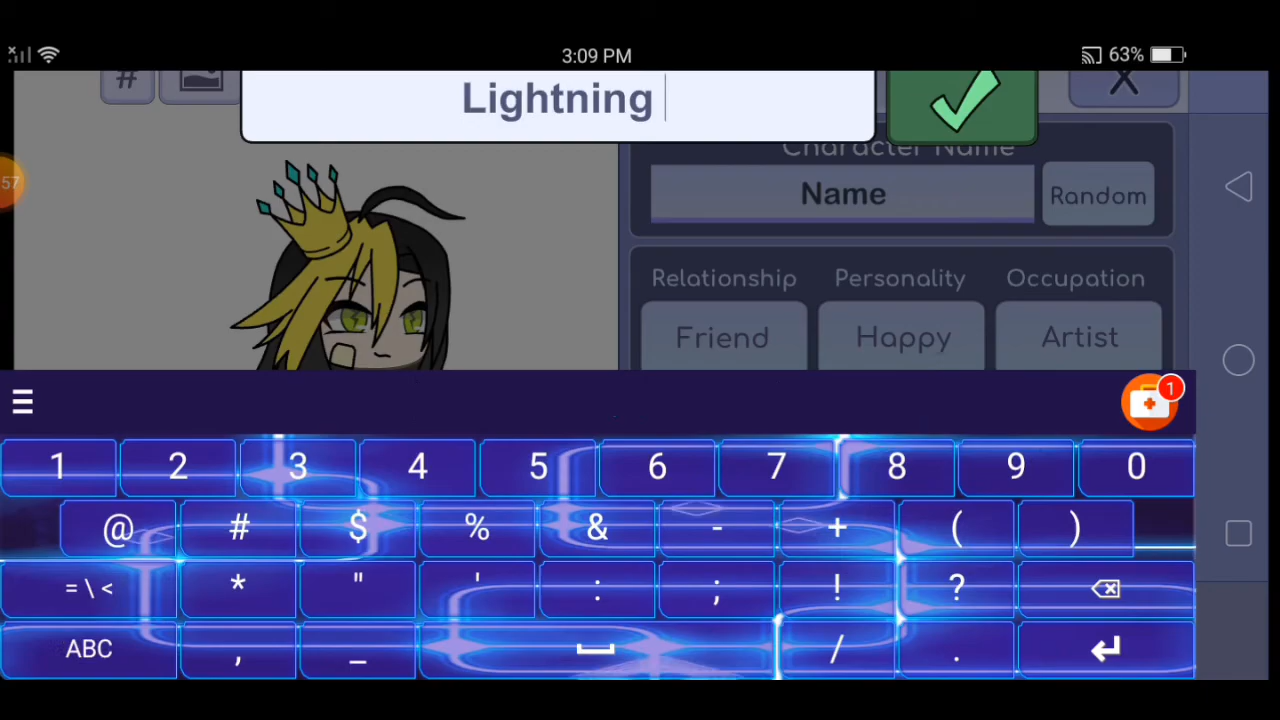 3:09 PM
63%
57
#
Lightning
Character Name
Name
Random
Relationship Personality Occupation
Friend Happy Artist
1
1 2 3 4 5 6 7 8 9 0
@ # $ % & - + ( )
= \ < * " ' : ; ! ?
ABC , _ / .